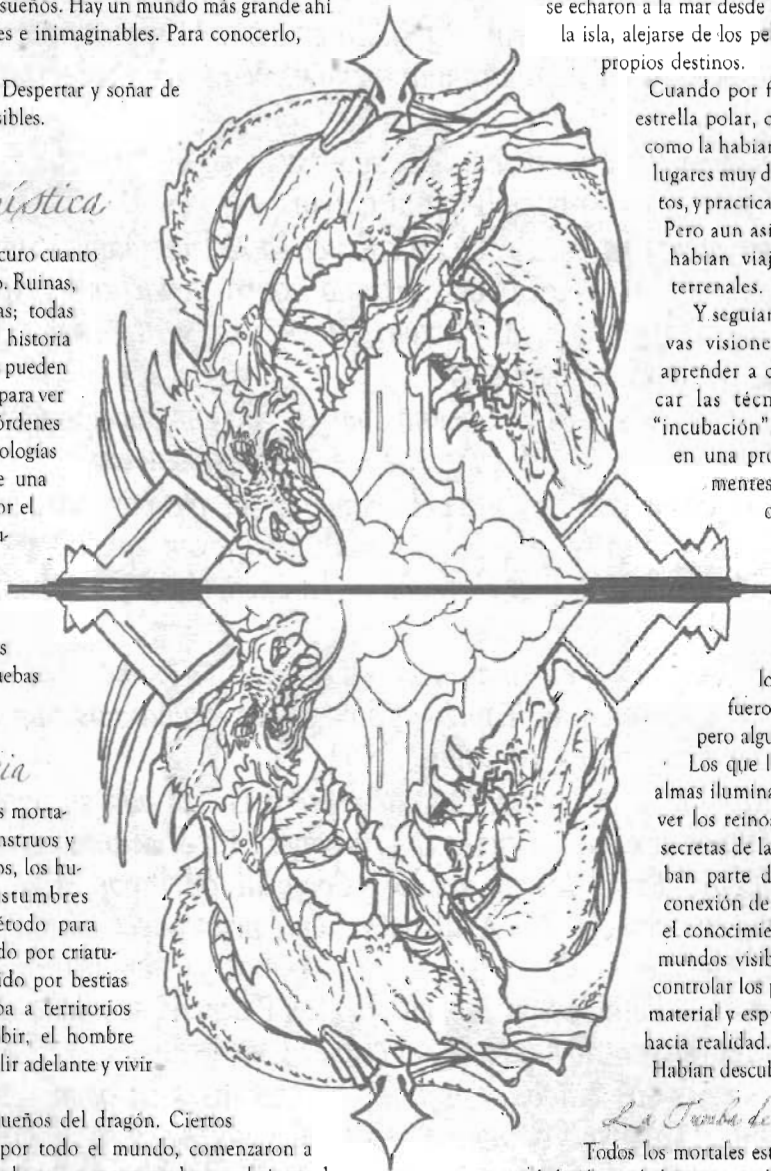 sueños. Hay un mundo más grande ahí
es e inimaginables. Para conocerlo,
Despertar y soñar de
sibles.
ística
curo cuanto
o. Ruinas,
as; todas
historia
pueden
para ver
órdenes
ologías
e una
or el
u-
s
uebas
ia
s morta-
nstruos y
os, los hu-
stumbres
étodo para
do por criatu-
ido por bestias
ba a territorios
bir, el hombre
lir adelante y vivir
ueños del dragón. Ciertos
por todo el mundo, comenzaron a
se echaron a la mar desde
la isla, alejarse de los pe
propios destinos.
Cuando por f
estrella polar, c
como la habían
lugares muy d
tos, y practica
Pero aun así
habían viaj
terrenales.
Y seguían
vas visione
aprender a c
car las técn
"incubación"
en una pro
mentes
c
lo
fuero
pero algu
Los que l
almas ilumina
ver los reinos
secretas de la
ban parte d
conexión de
el conocimie
mundos visib
controlar los p
material y espi
hacia realidad.
Habían descub
La Tumba de
Todos los mortales est